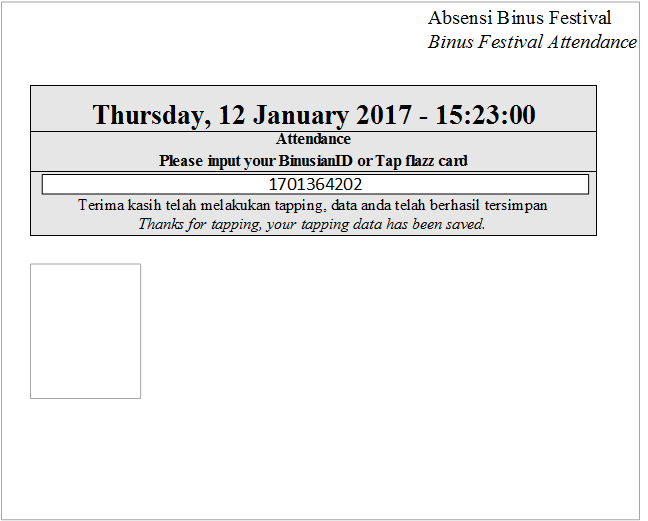 Absensi Binus Festival
Binus Festival Attendance
Thursday, 12 January 2017 - 15:23:00
Attendance
Please input your BinusianID or Tap flazz card
1701364202
Terima kasih telah melakukan tapping, data anda telah berhasil tersimpan
Thanks for tapping, your tapping data has been saved.